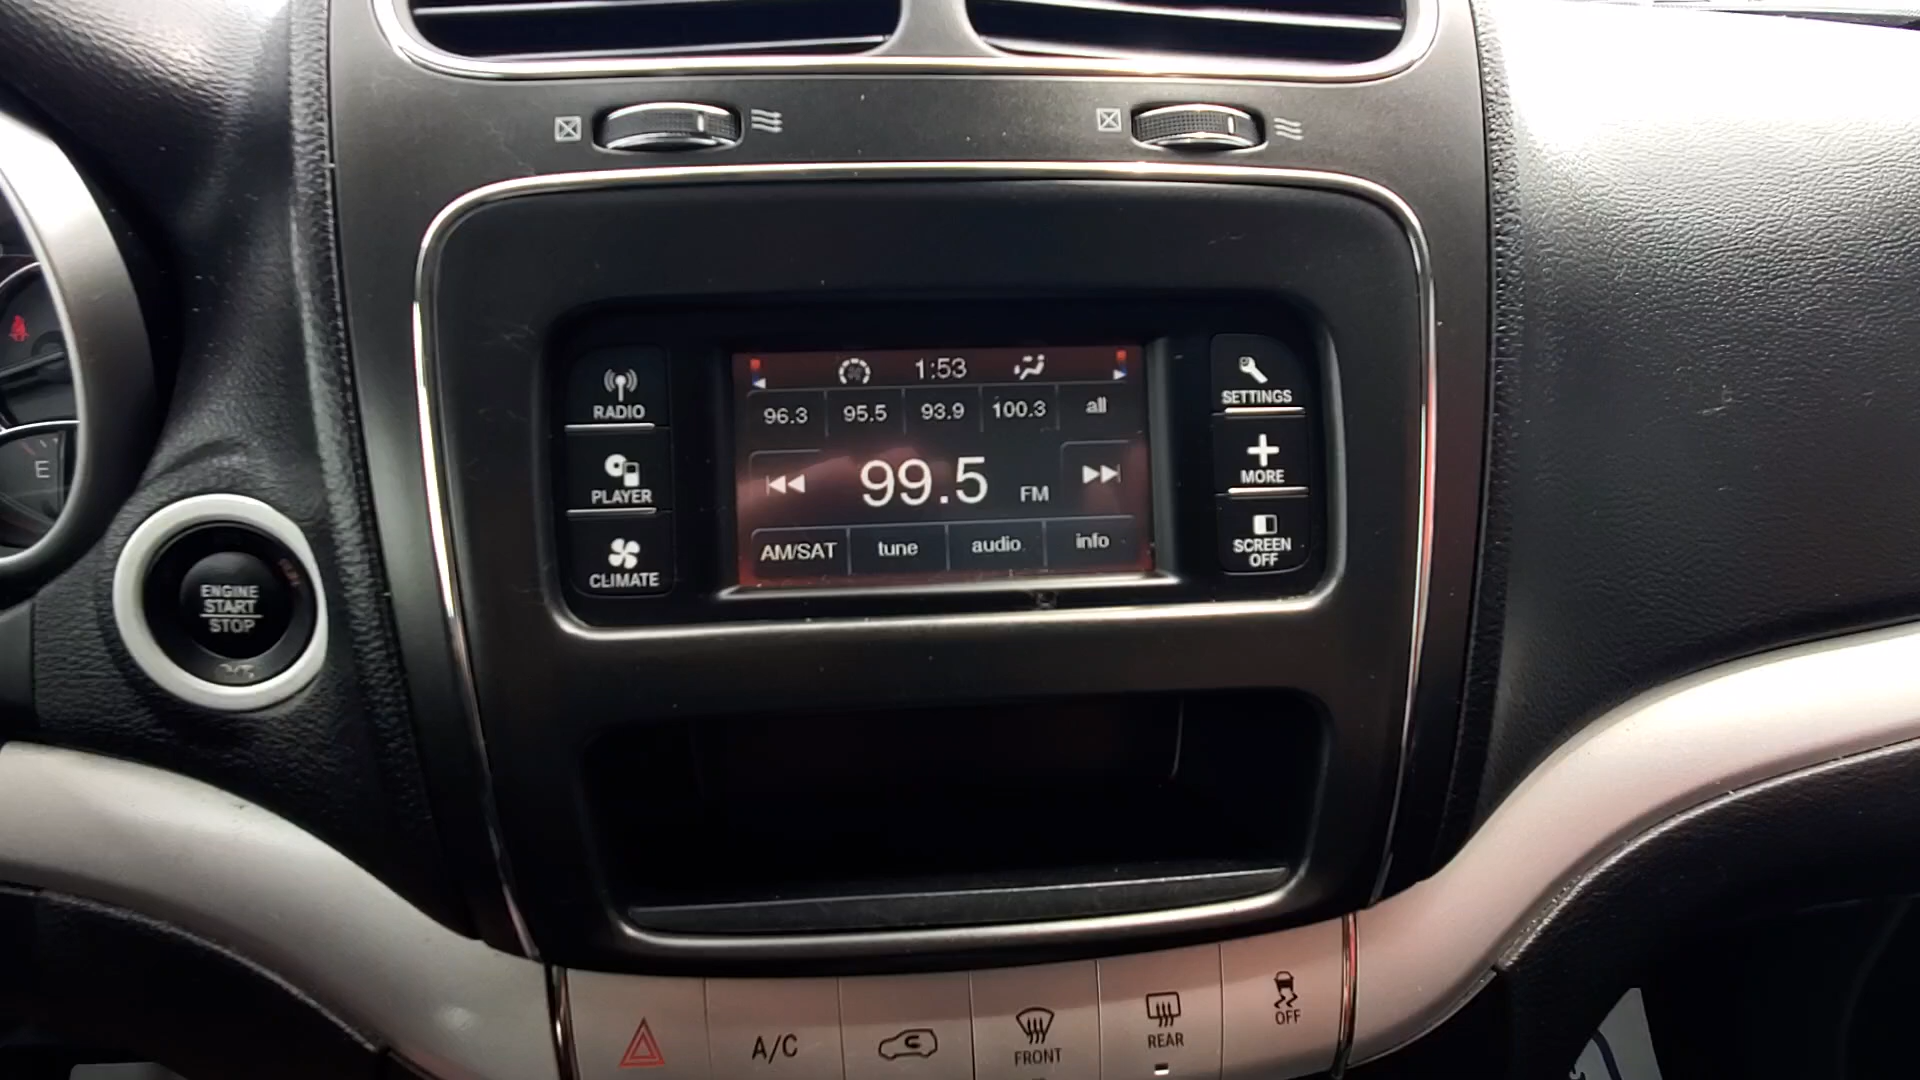 1:53
96.3 95.5 93.9 100.3 all
99.5 FM
AM/SAT tune audio info
RADIO
PLAYER
CLIMATE
SETTINGS
MORE
SCREEN
OFF
E
ENGINE
START
STOP
A/C
FRONT
REAR
OFF